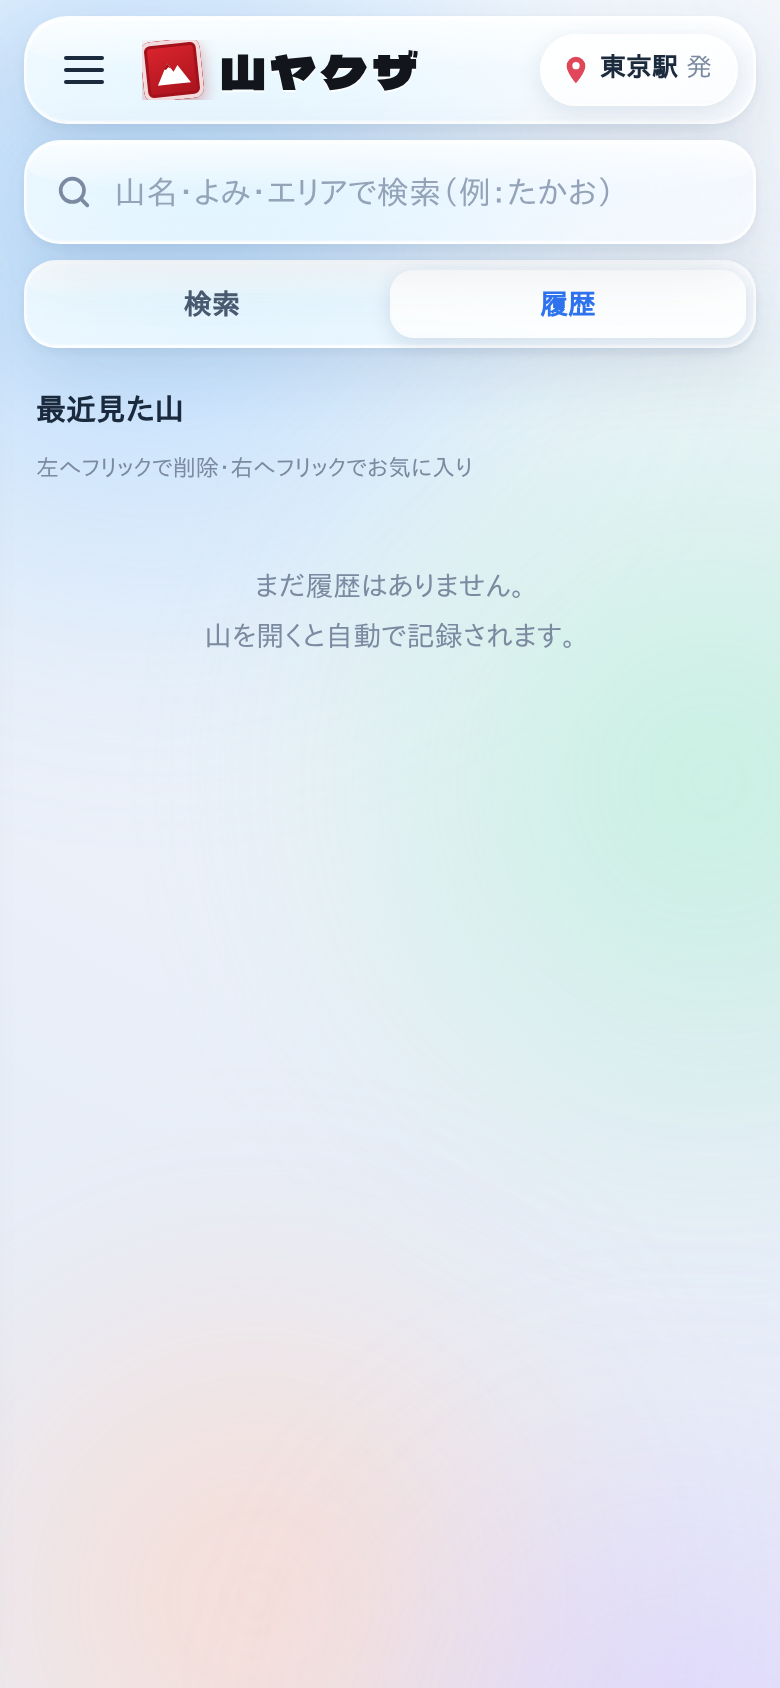 山ヤクザ
東京駅 発
山名・よみ・エリアで検索（例：たかお）
検索
履歴
最近見た山
左へフリックで削除・右へフリックでお気に入り
まだ履歴はありません。
山を開くと自動で記録されます。